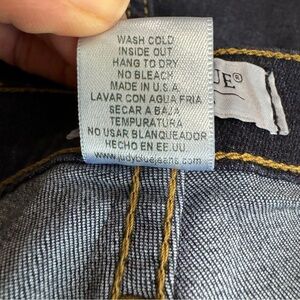 WASH COLD
INSIDE OUT
HANG TO DRY
NO BLEACH
MADE IN U.S.A.
LAVAR CON AGUA FRIA
SECAR A BAJA
TEMPURATURA
NO USAR BLANQUEADOR
HECHO EN EE.UU.
www.judybluejeans.com
UE®